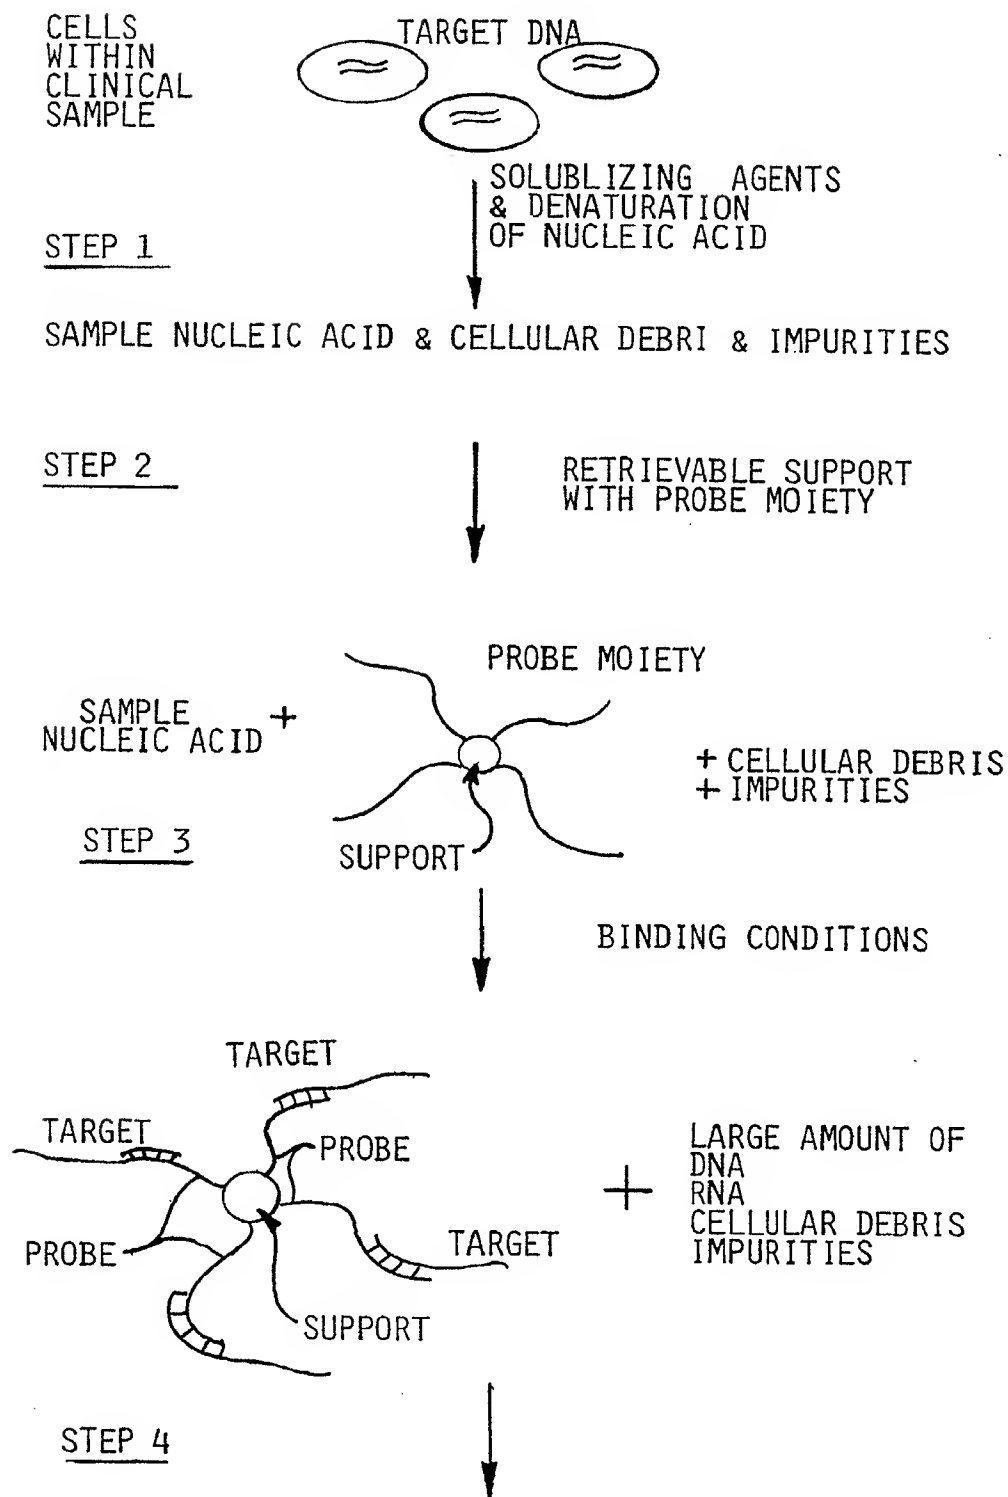 CELLS
WITHIN
CLINICAL
SAMPLE
TARGET DNA
SOLUBLIZING AGENTS
& DENATURATION
OF NUCLEIC ACID
STEP 1
SAMPLE NUCLEIC ACID & CELLULAR DEBRI & IMPURITIES
STEP 2
RETRIEVABLE SUPPORT
WITH PROBE MOIETY
PROBE MOIETY
SAMPLE
NUCLEIC ACID
+
+ CELLULAR DEBRIS
+ IMPURITIES
STEP 3
SUPPORT
BINDING CONDITIONS
TARGET
TARGET
PROBE
LARGE AMOUNT OF
DNA
RNA
CELLULAR DEBRIS
IMPURITIES
+
PROBE
TARGET
SUPPORT
STEP 4